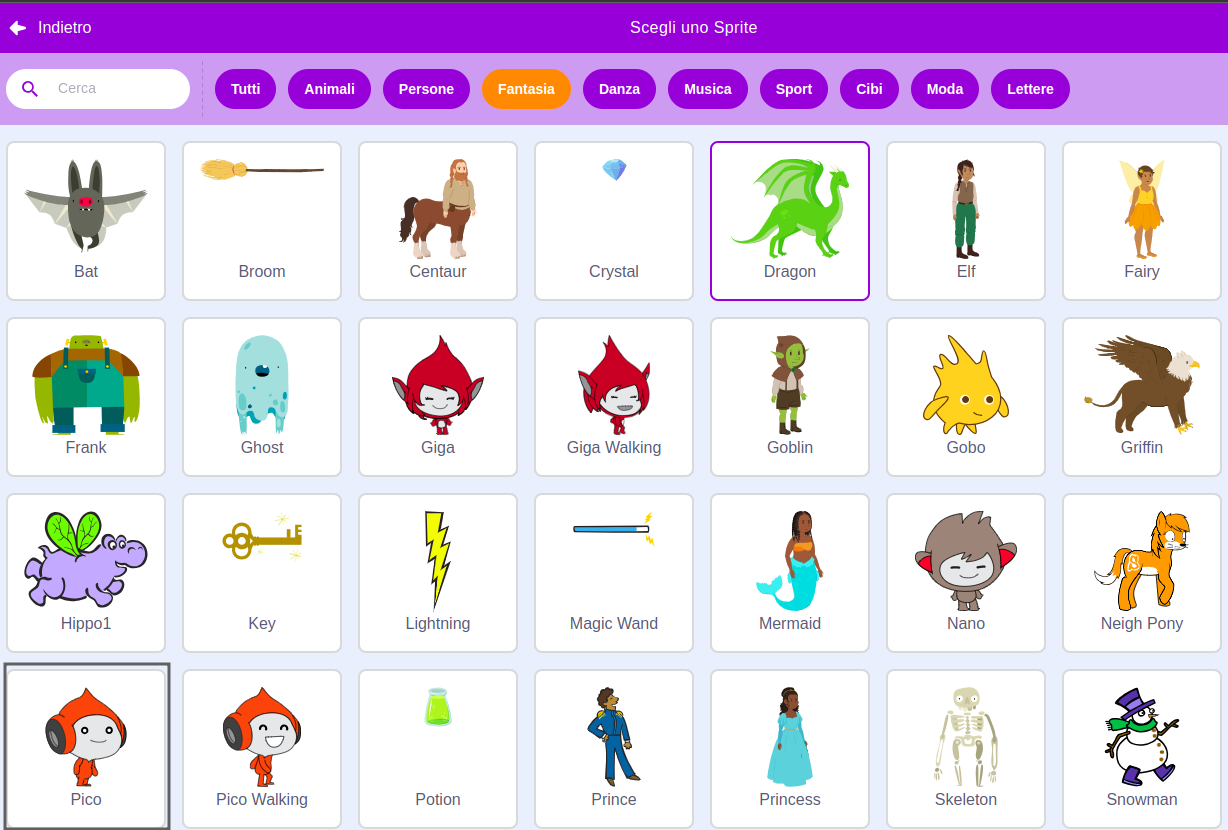 Indietro
Scegli uno Sprite
Cerca
Tutti Animali Persone Fantasia Danza Musica Sport Cibi Moda Lettere
Bat Broom Centaur Crystal Dragon Elf Fairy
Frank Ghost Giga Giga Walking Goblin Gobo Griffin
Hippo1 Key Lightning Magic Wand Mermaid Nano Neigh Pony
Pico Pico Walking Potion Prince Princess Skeleton Snowman